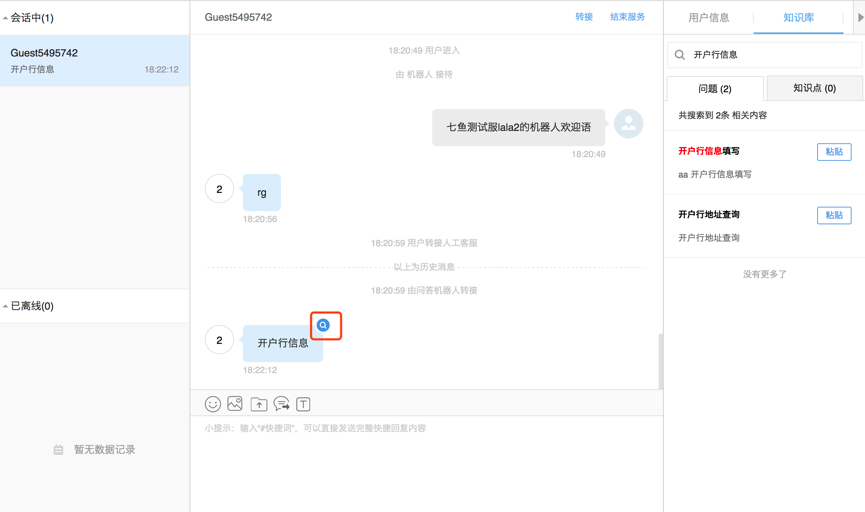 会话中(1)
Guest5495742
开户行信息
18:22:12
已离线(0)
暂无数据记录
Guest5495742
转接
结束服务
18:20:49 用户进入
由 机器人 接待
七鱼测试服lala2的机器人欢迎语
18:20:49
2
rg
18:20:56
18:20:59 用户转接人工客服
以上为历史消息
18:20:59 由问答机器人转接
2
开户行信息
18:22:12
T
小提示：输入"#快捷词"，可以直接发送完整快捷回复内容
用户信息
知识库
开户行信息
问题 (2)
知识点 (0)
共搜索到 2条 相关内容
开户行信息填写
粘贴
aa 开户行信息填写
开户行地址查询
粘贴
开户行地址查询
没有更多了